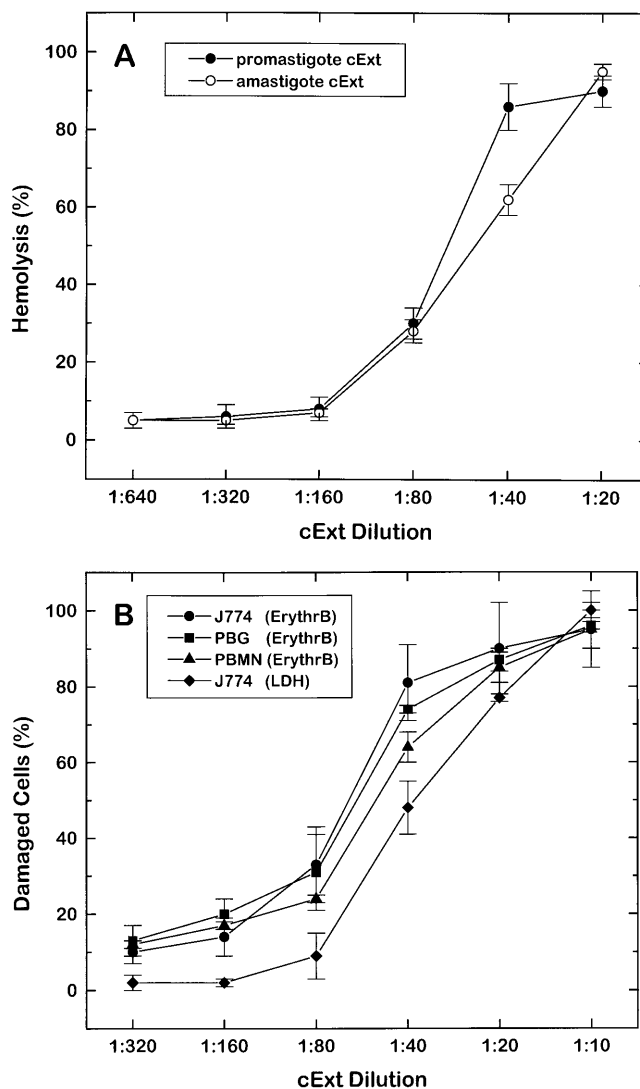 A
promastigote cExt
amastigote cExt
100
80
60
40
20
0
Hemolysis (%)
1:640 1:320 1:160 1:80 1:40 1:20
cExt Dilution
B
J774 (ErythrB)
PBG (ErythrB)
PBMN (ErythrB)
J774 (LDH)
100
80
60
40
20
0
Damaged Cells (%)
1:320 1:160 1:80 1:40 1:20 1:10
cExt Dilution